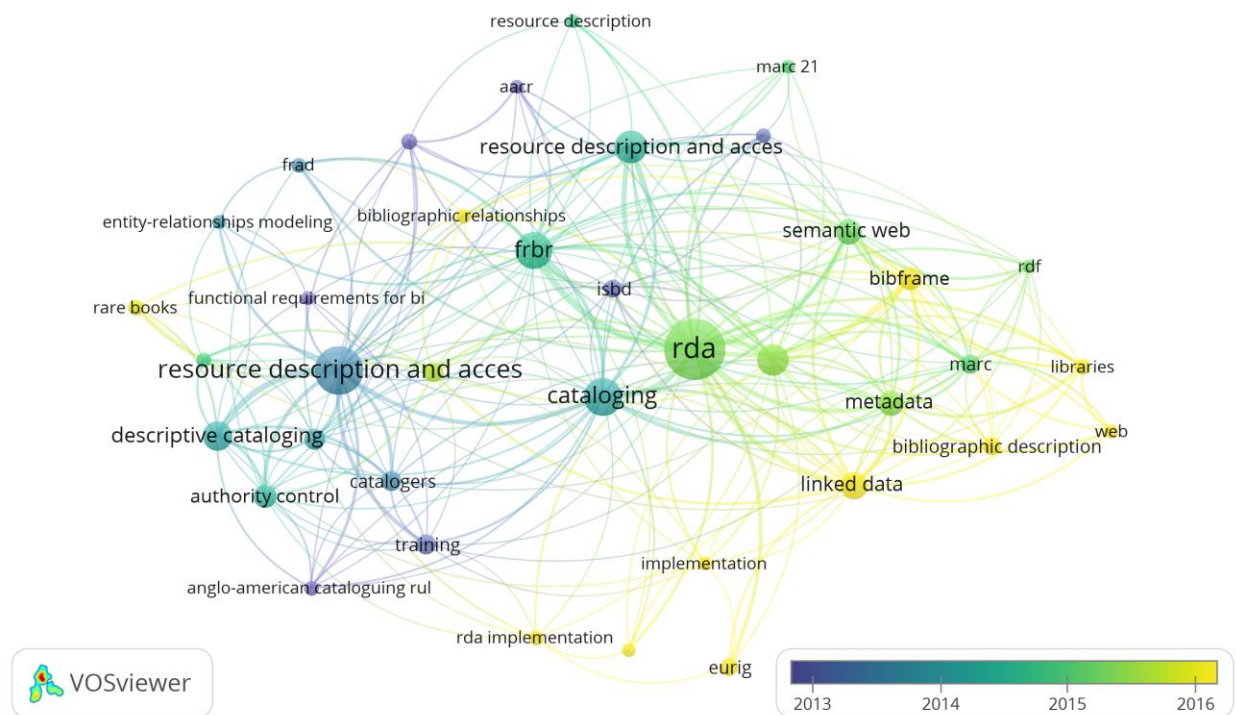 resource description
marc 21
aacr
resource description and acces
frad
bibliographic relationships
entity-relationships modeling
semantic web
frbr
rdf
bibframe
isbd
functional requirements for bi
rare books
rda
resource description and acces
marc
libraries
cataloging
metadata
web
descriptive cataloging
bibliographic description
linked data
catalogers
authority control
training
implementation
anglo-american cataloguing rul
rda implementation
eurig
VOSviewer
2013 2014 2015 2016